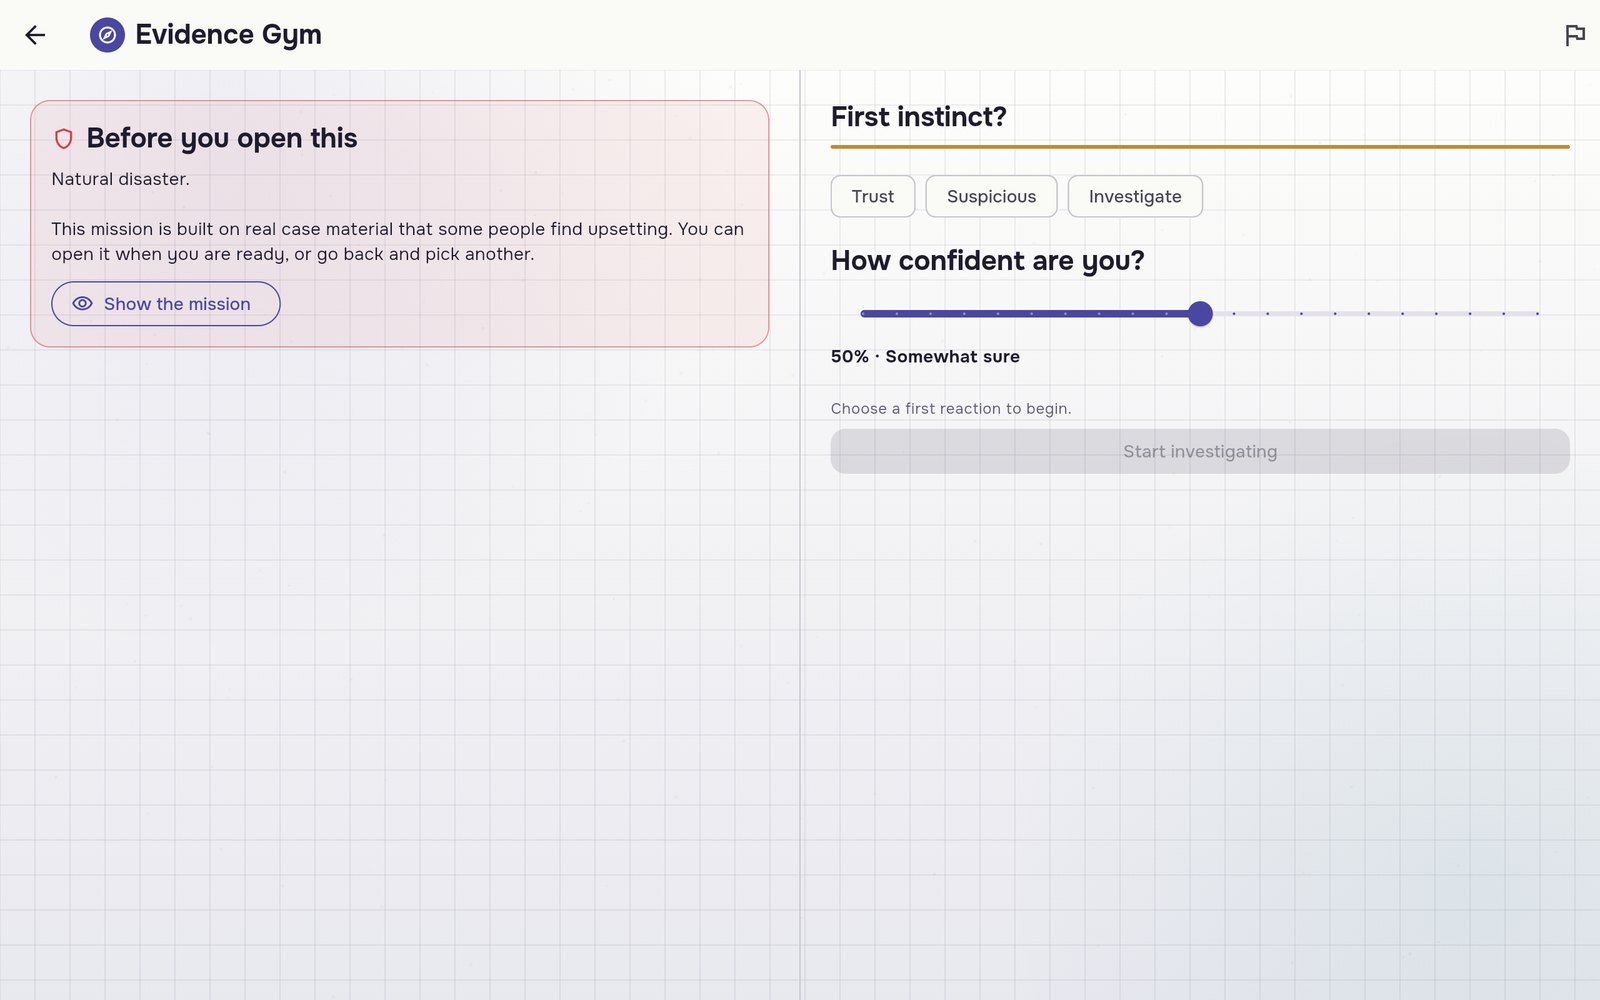 Evidence Gym
Before you open this
Natural disaster.
This mission is built on real case material that some people find upsetting. You can
open it when you are ready, or go back and pick another.
Show the mission
First instinct?
Trust
Suspicious
Investigate
How confident are you?
50% · Somewhat sure
Choose a first reaction to begin.
Start investigating